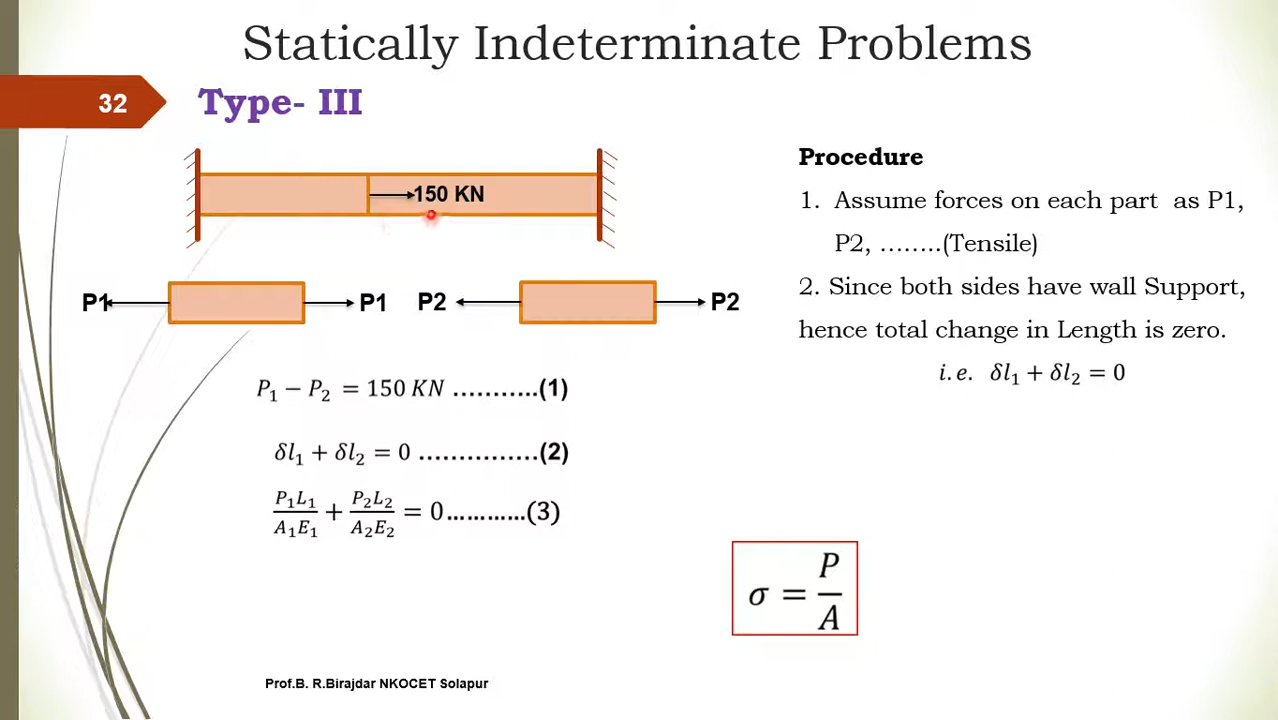 Statically Indeterminate Problems
32
Type- III
150 KN
P1 P1 P2 P2
P₁ − P₂ = 150 KN ...........(1)
δl₁ + δl₂ = 0 ...............(2)
P₁L₁/A₁E₁ + P₂L₂/A₂E₂ = 0............(3)
Procedure
1. Assume forces on each part as P1,
P2, ……..(Tensile)
2. Since both sides have wall Support,
hence total change in Length is zero.
i.e. δl₁ + δl₂ = 0
σ = P/A
Prof.B. R.Birajdar NKOCET Solapur